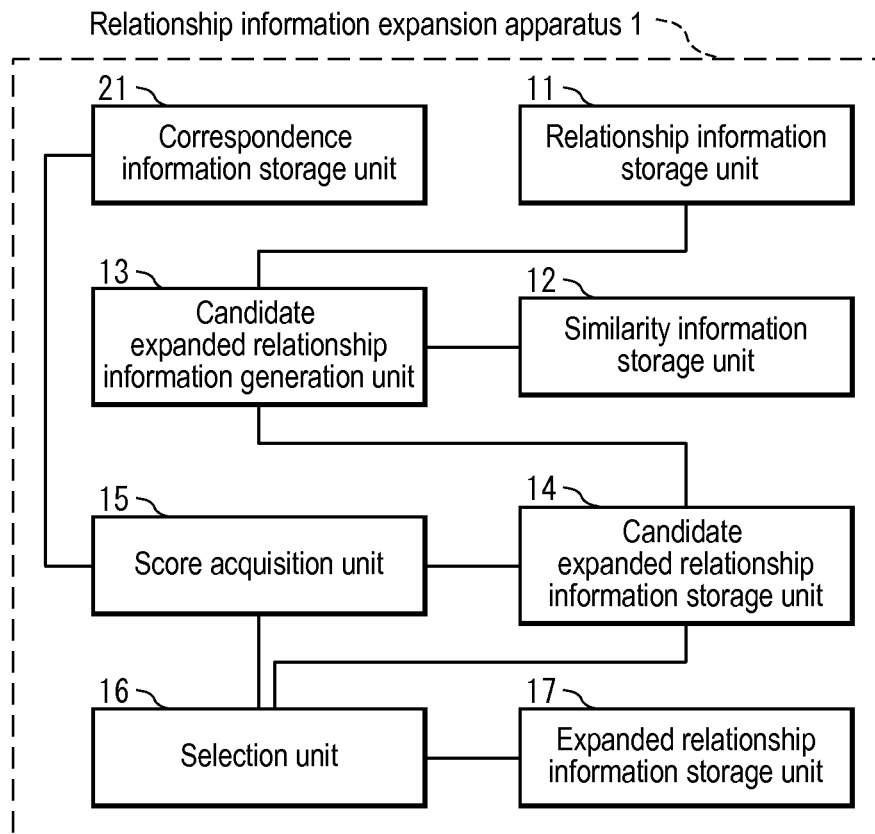 Relationship information expansion apparatus 1
21
Correspondence
information storage unit
11
Relationship information
storage unit
13
Candidate
expanded relationship
information generation unit
12
Similarity information
storage unit
15
Score acquisition unit
14
Candidate
expanded relationship
information storage unit
16
Selection unit
17
Expanded relationship
information storage unit